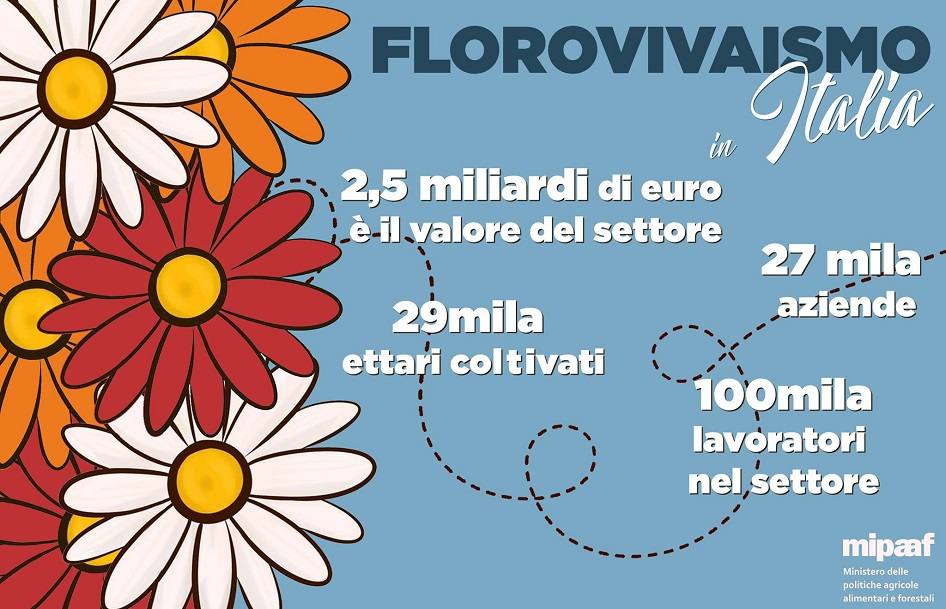 FLOROVIVAISMO
in Italia
2,5 miliardi di euro
è il valore del settore
27 mila
aziende
29mila
ettari coltivati
100mila
lavoratori
nel settore
mipaaf
Ministero delle
politiche agricole
alimentari e forestali